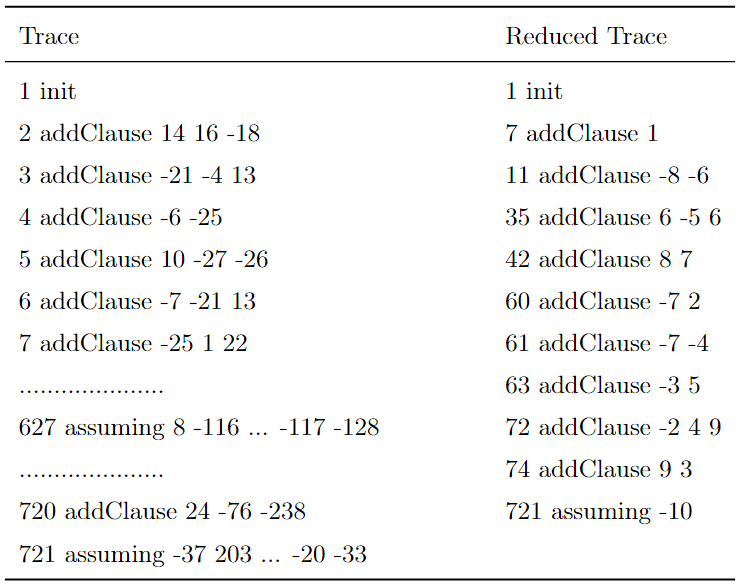 Trace Reduced Trace
1 init 1 init
2 addClause 14 16 -18 7 addClause 1
3 addClause -21 -4 13 11 addClause -8 -6
4 addClause -6 -25 35 addClause 6 -5 6
5 addClause 10 -27 -26 42 addClause 8 7
6 addClause -7 -21 13 60 addClause -7 2
7 addClause -25 1 22 61 addClause -7 -4
..................... 63 addClause -3 5
627 assuming 8 -116 ... -117 -128 72 addClause -2 4 9
..................... 74 addClause 9 3
720 addClause 24 -76 -238 721 assuming -10
721 assuming -37 203 ... -20 -33